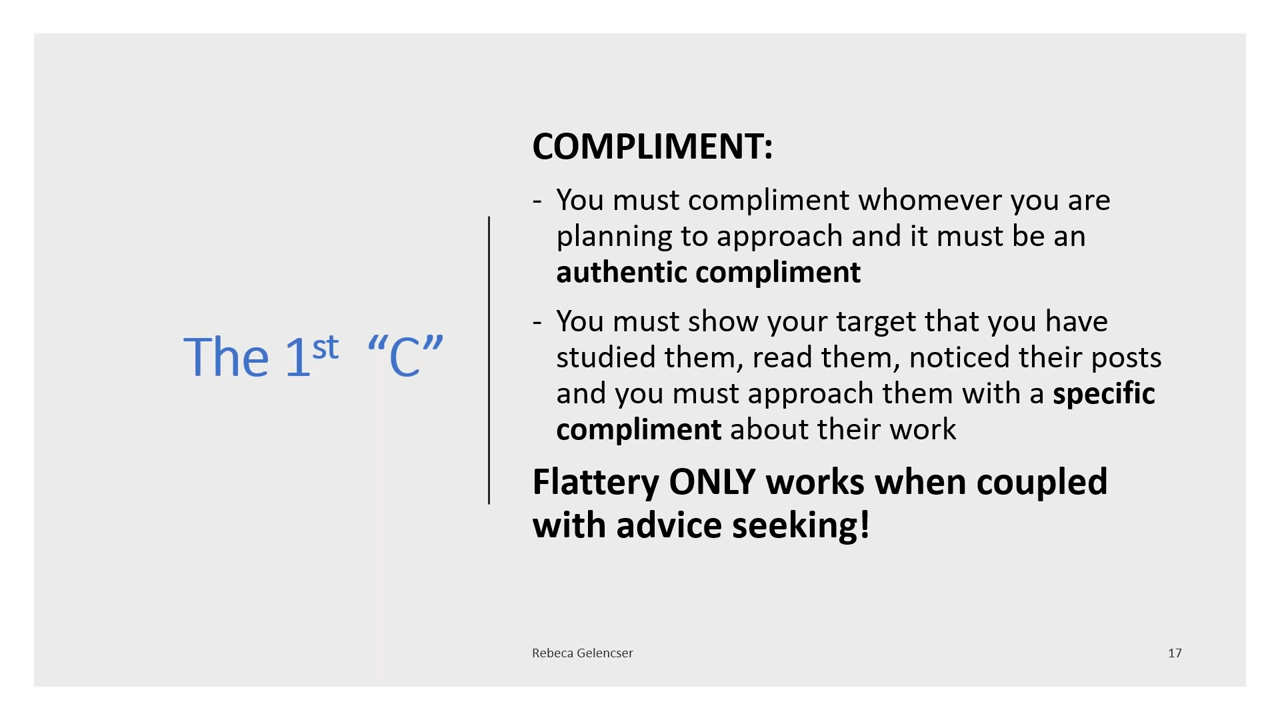 The 1st “C”
COMPLIMENT:
- You must compliment whomever you are
planning to approach and it must be an
authentic compliment
- You must show your target that you have
studied them, read them, noticed their posts
and you must approach them with a specific
compliment about their work
Flattery ONLY works when coupled
with advice seeking!
Rebeca Gelencser
17